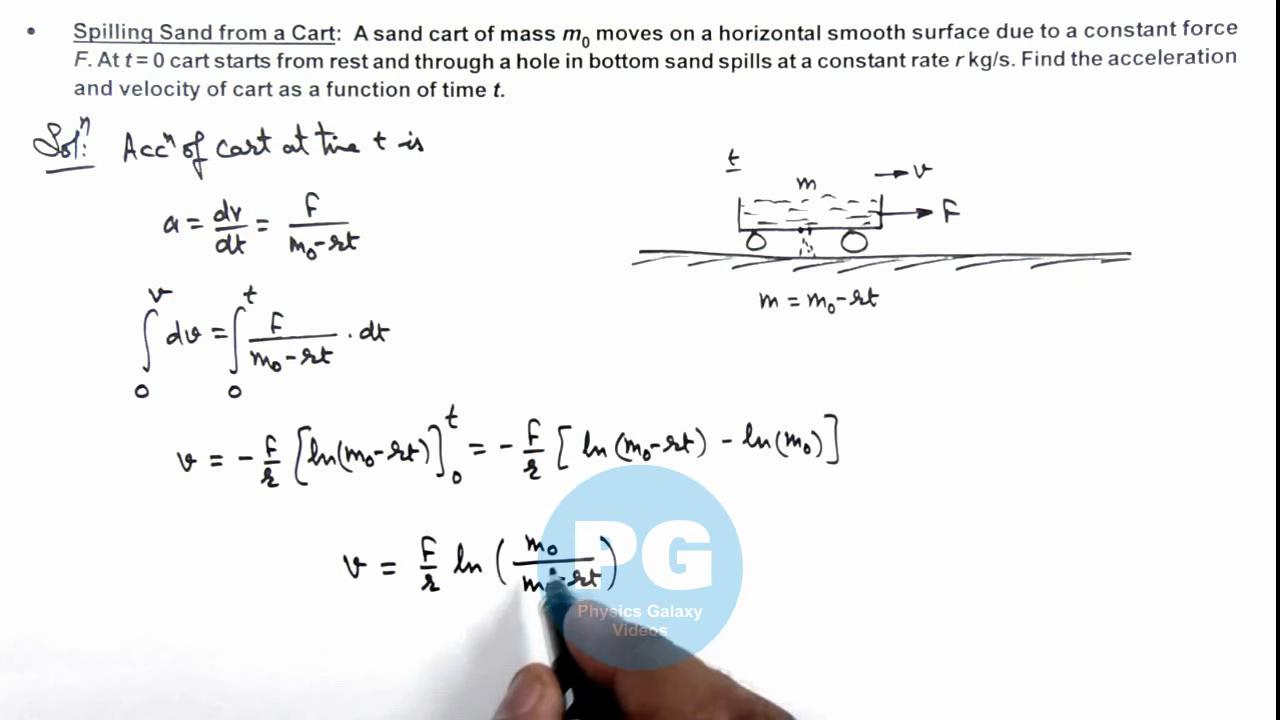 • Spilling Sand from a Cart: A sand cart of mass m₀ moves on a horizontal smooth surface due to a constant force
F. At t = 0 cart starts from rest and through a hole in bottom sand spills at a constant rate r kg/s. Find the acceleration
and velocity of cart as a function of time t.
Solⁿ: Accⁿ of cart at time t is
t
m
→ v
→ F
a = dv/dt = F/(m₀-rt)
m = m₀-rt
∫₀ᵛ dv = ∫₀ᵗ F/(m₀-rt) · dt
v = -F/r [ln(m₀-rt)]₀ᵗ = -F/r [ln(m₀-rt) - ln(m₀)]
v = F/r ln (m₀/(m₀-rt))
PG
Physics Galaxy
Videos